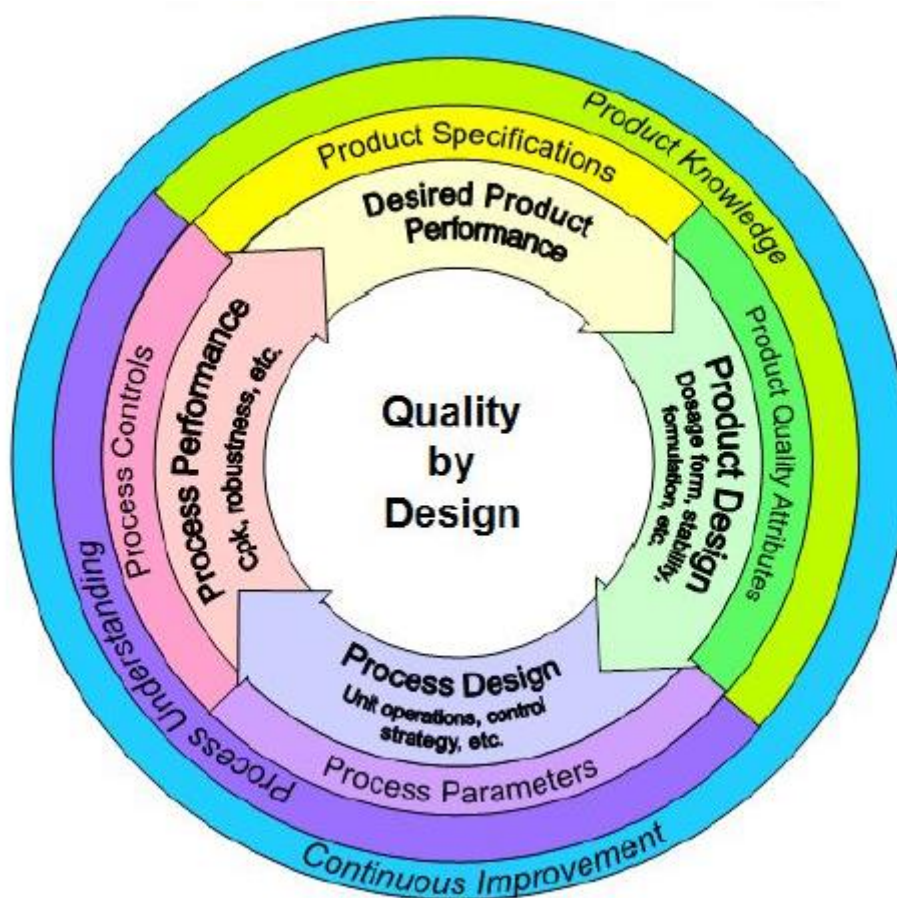 Product Knowledge
Product Specifications
Desired Product
Performance
Product Quality Attributes
Product Design
Dosage form, stability,
formulation, etc.
Quality
by
Design
Process Controls
Process Performance
Cpk, robustness, etc.
Process Design
Unit operations, control
strategy, etc.
Process Parameters
Process Understanding
Continuous Improvement